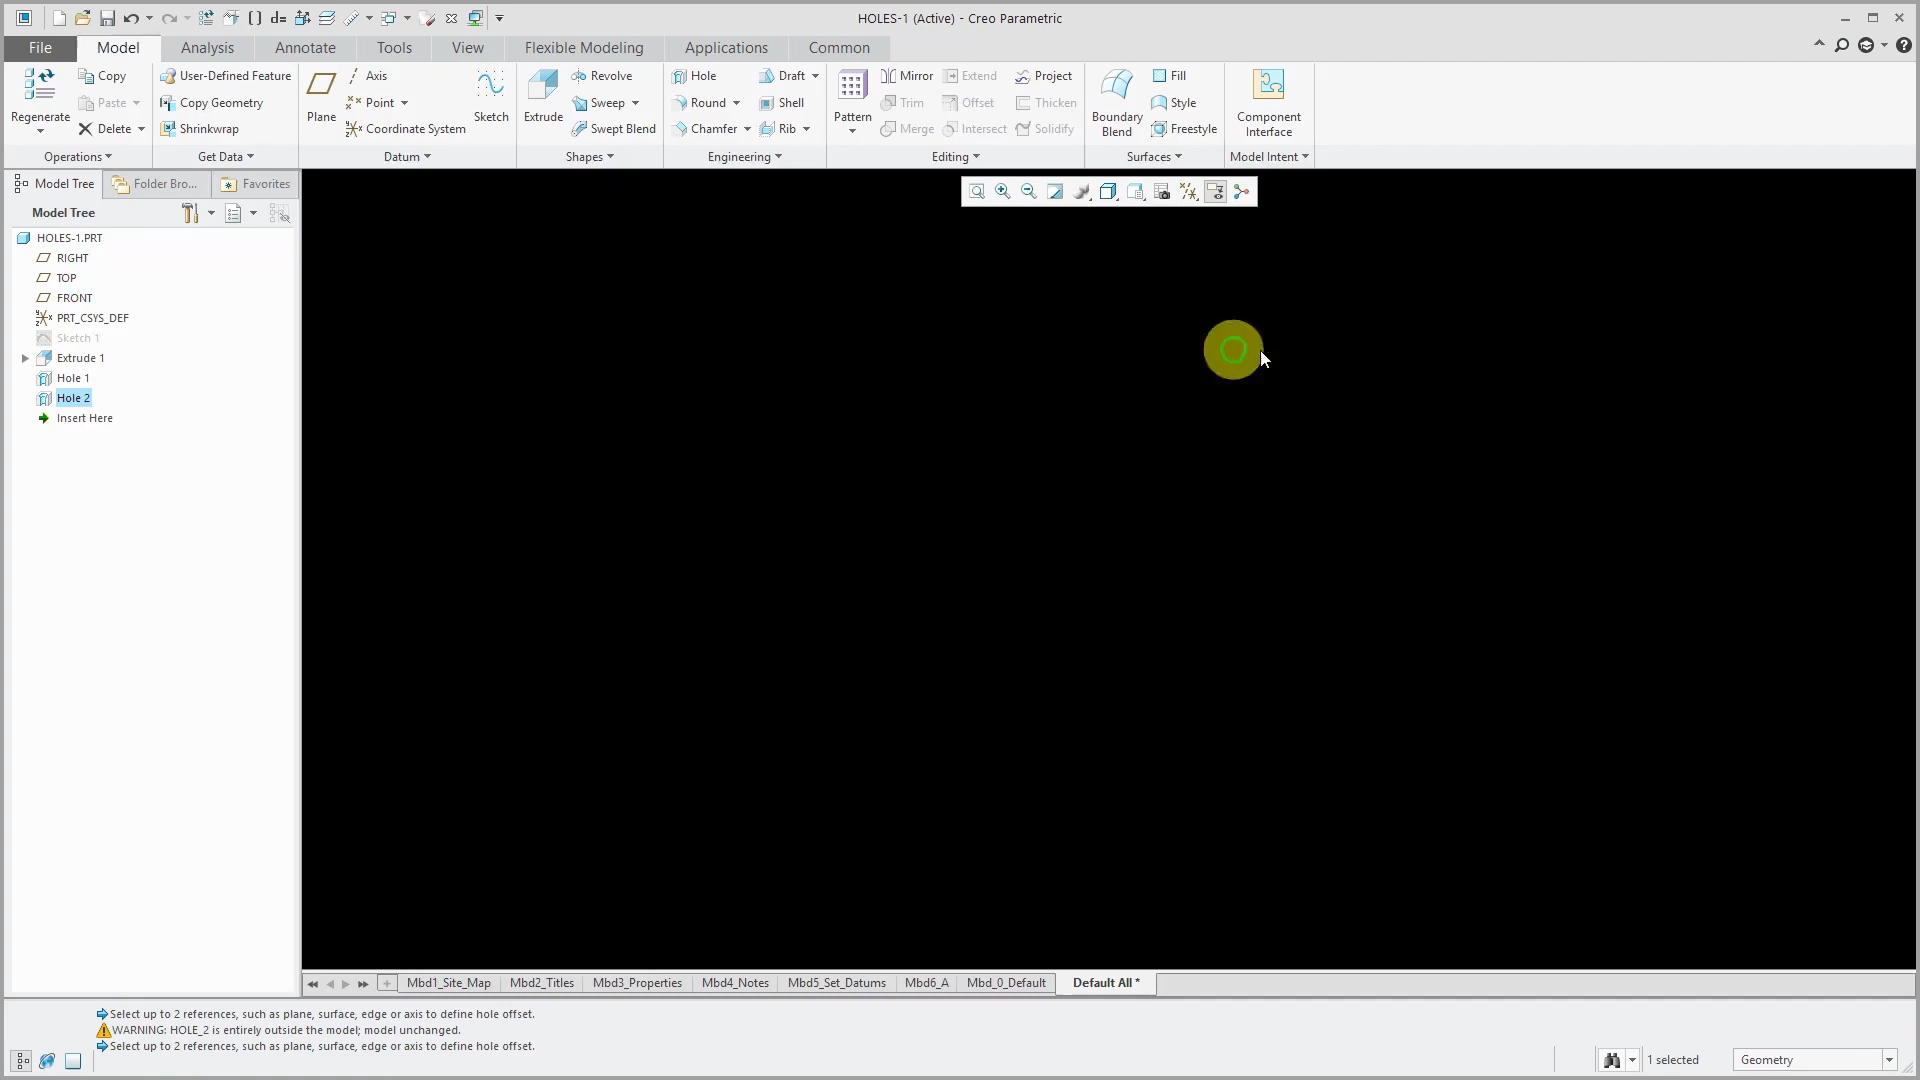 HOLES-1 (Active) - Creo Parametric
File Model Analysis Annotate Tools View Flexible Modeling Applications Common
Regenerate
Copy
Paste
Delete
Operations
User-Defined Feature
Copy Geometry
Shrinkwrap
Get Data
Plane
Axis
Point
Coordinate System
Sketch
Datum
Extrude
Revolve
Sweep
Swept Blend
Shapes
Hole
Round
Chamfer
Draft
Shell
Rib
Engineering
Pattern
Mirror
Trim
Merge
Extend
Offset
Intersect
Project
Thicken
Solidify
Editing
Boundary
Blend
Fill
Style
Freestyle
Surfaces
Component
Interface
Model Intent
Model Tree Folder Bro... Favorites
Model Tree
HOLES-1.PRT
RIGHT
TOP
FRONT
PRT_CSYS_DEF
Sketch 1
Extrude 1
Hole 1
Hole 2
Insert Here
Mbd1_Site_Map Mbd2_Titles Mbd3_Properties Mbd4_Notes Mbd5_Set_Datums Mbd6_A Mbd_0_Default Default All *
Select up to 2 references, such as plane, surface, edge or axis to define hole offset.
WARNING: HOLE_2 is entirely outside the model; model unchanged.
Select up to 2 references, such as plane, surface, edge or axis to define hole offset.
1 selected
Geometry